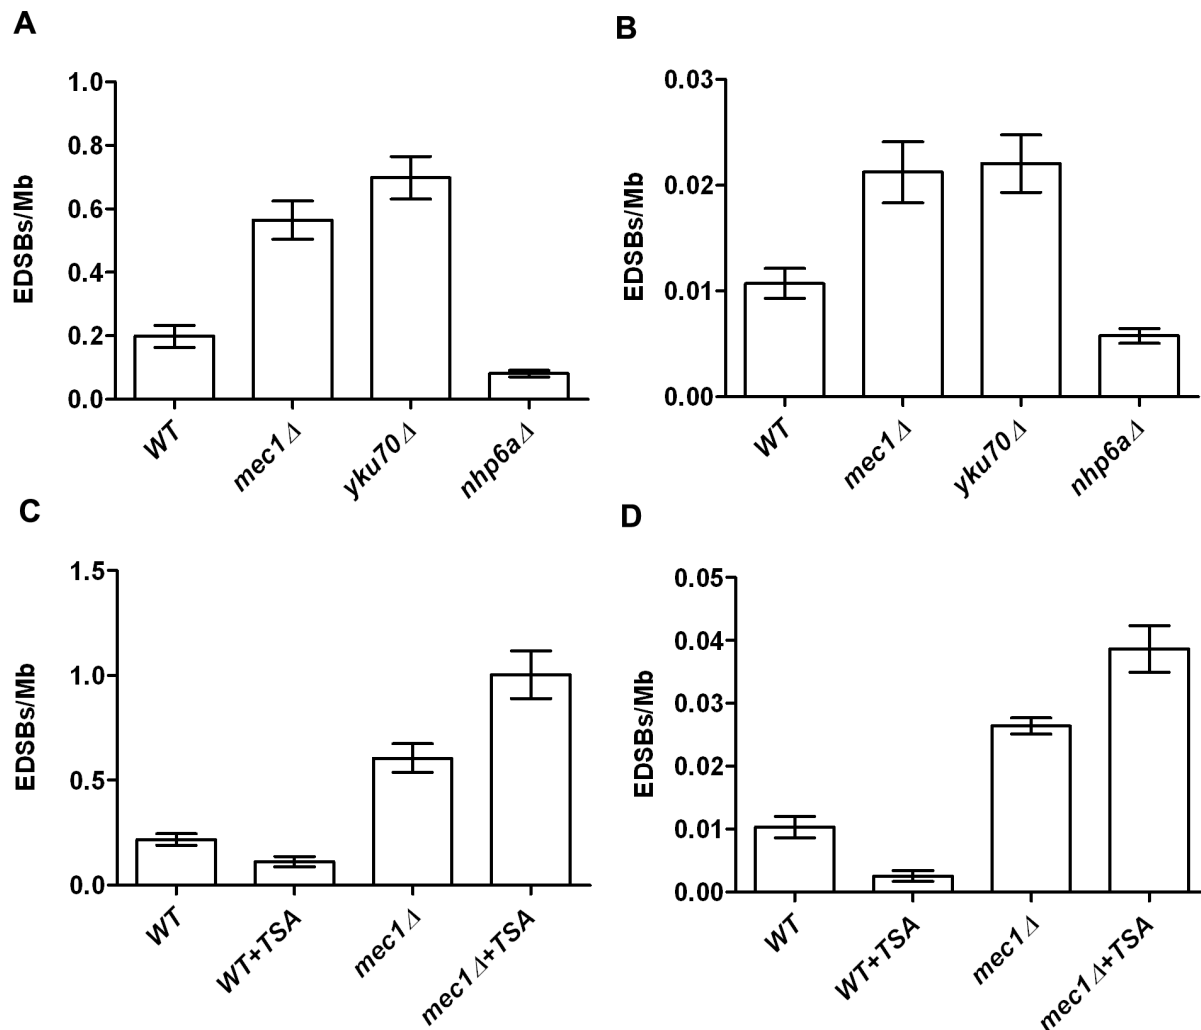 A
EDSBs/Mb
1.0
0.8
0.6
0.4
0.2
0.0
WT
mec1Δ
yku70Δ
nhp6aΔ
B
EDSBs/Mb
0.03
0.02
0.01
0.00
WT
mec1Δ
yku70Δ
nhp6aΔ
C
EDSBs/Mb
1.5
1.0
0.5
0.0
WT
WT+TSA
mec1Δ
mec1Δ+TSA
D
EDSBs/Mb
0.05
0.04
0.03
0.02
0.01
0.00
WT
WT+TSA
mec1Δ
mec1Δ+TSA